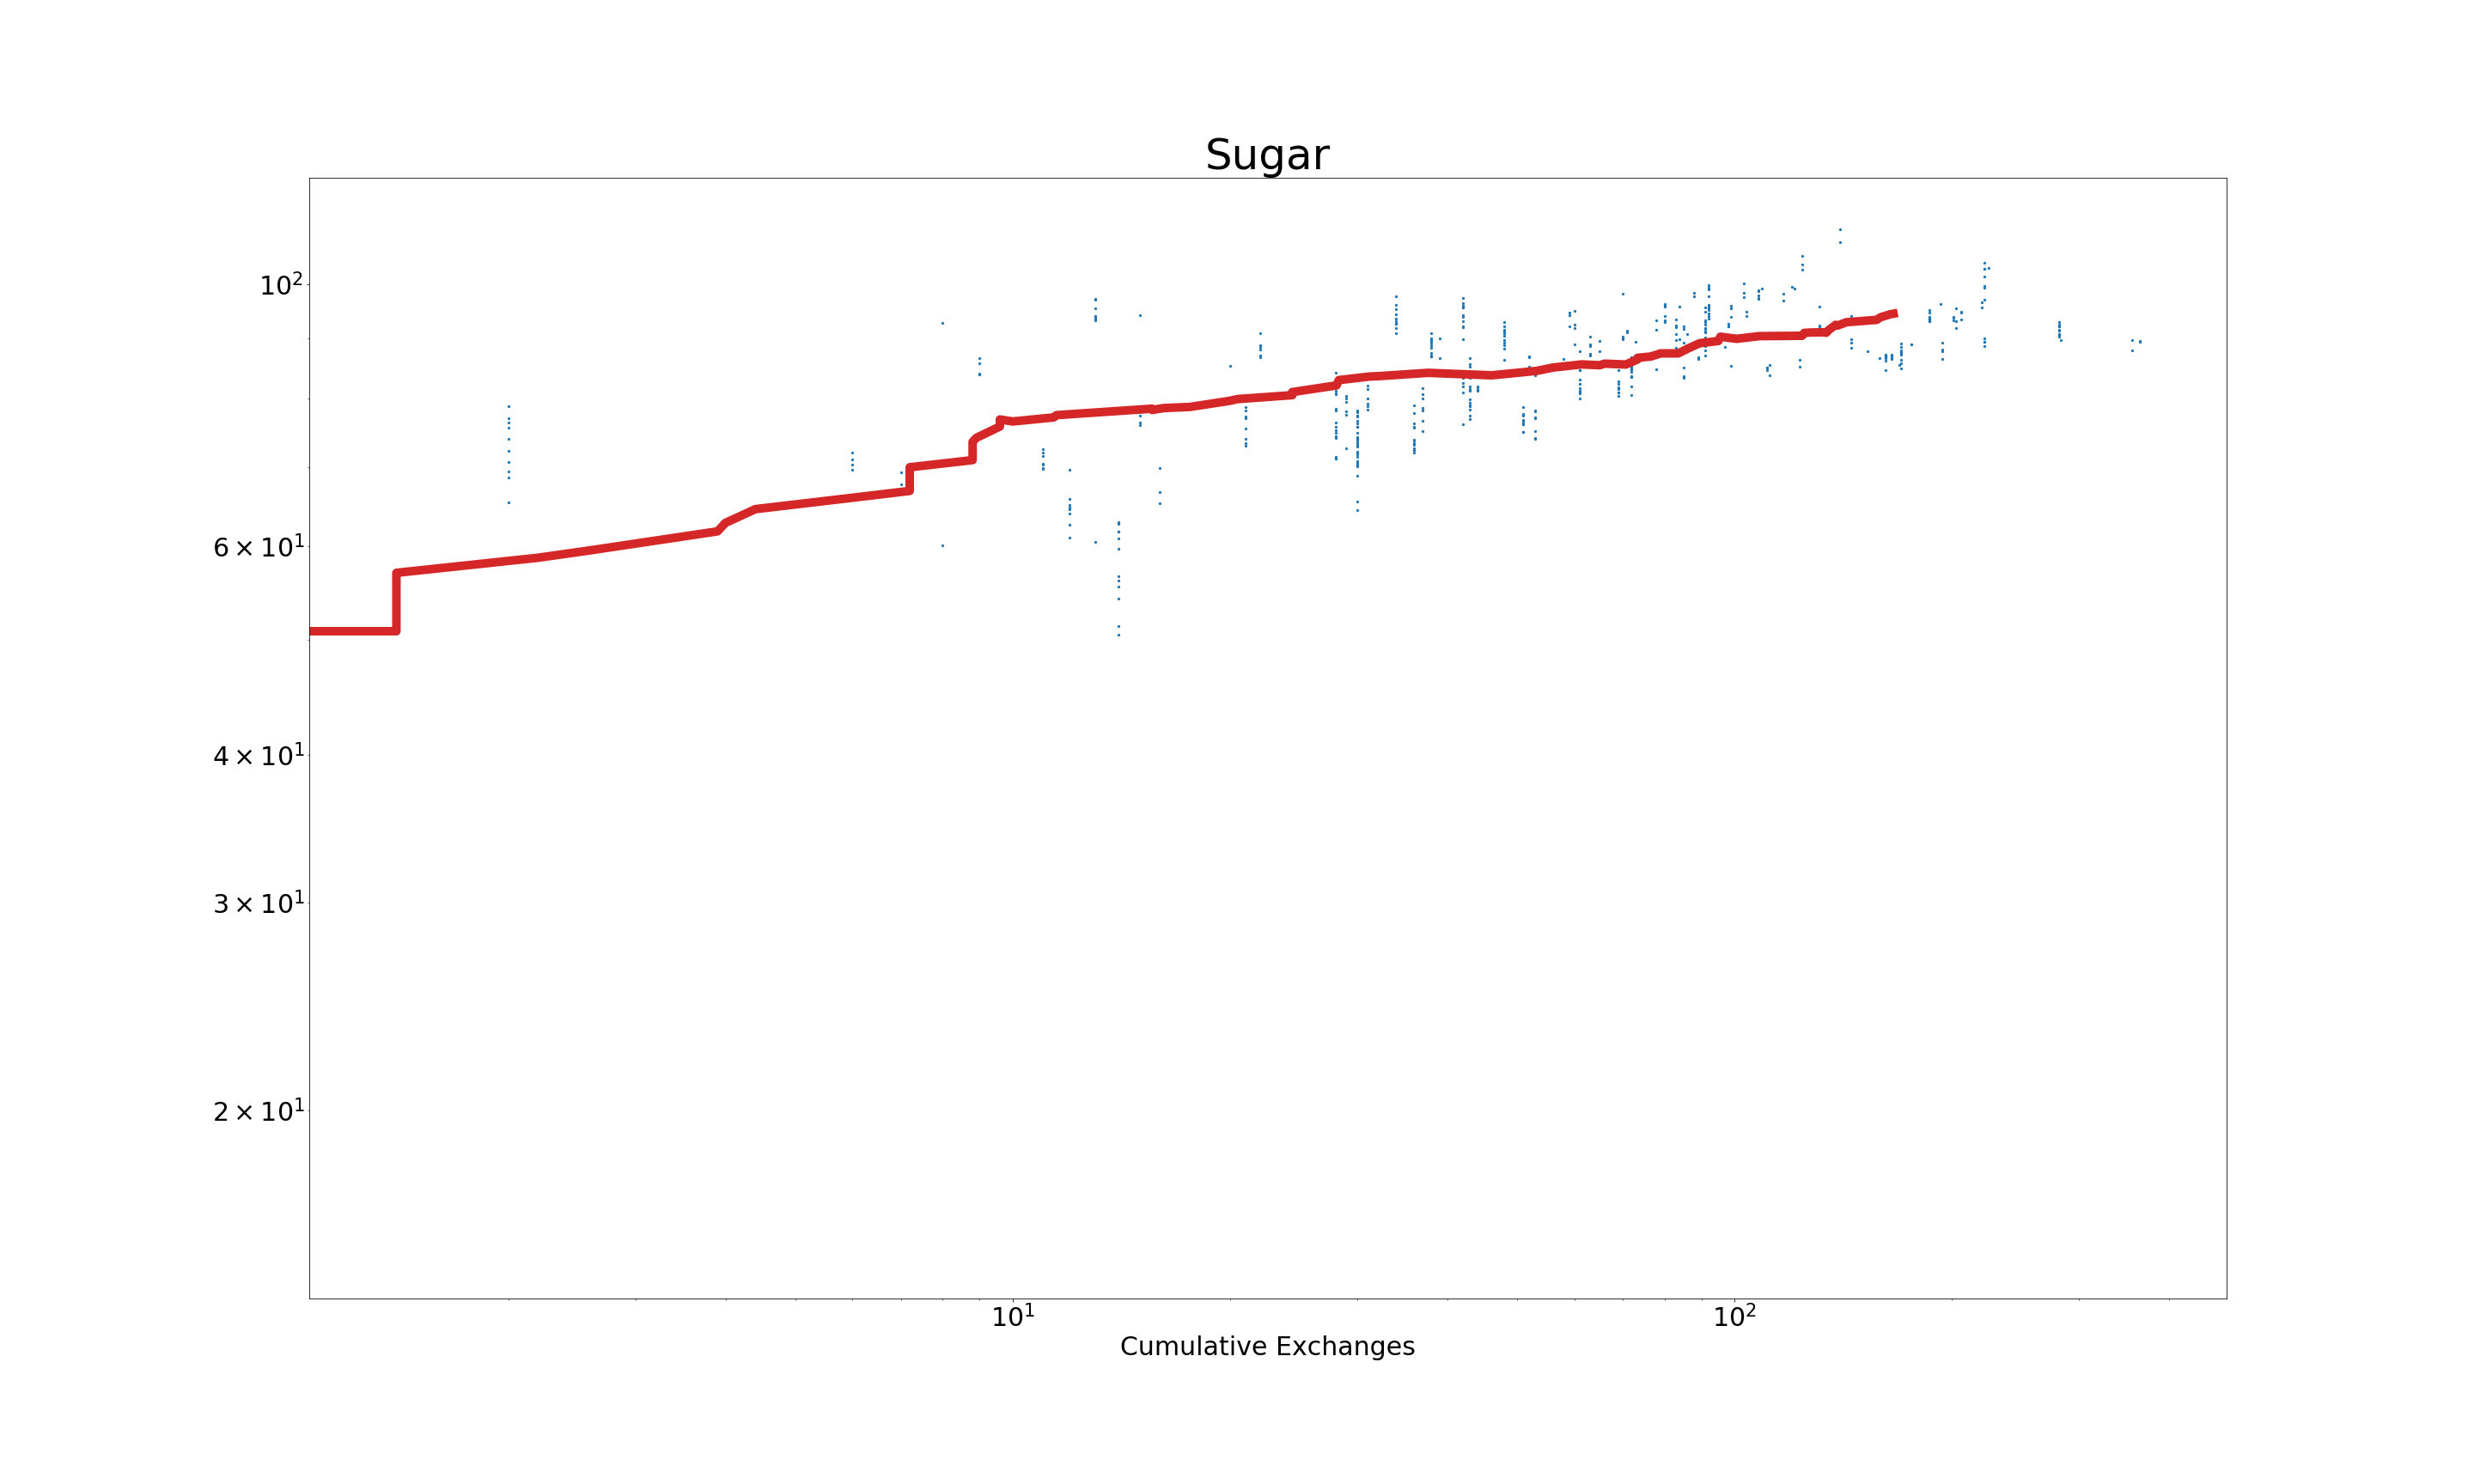 Sugar
10²
6 × 10¹
4 × 10¹
3 × 10¹
2 × 10¹
10¹ 10²
Cumulative Exchanges